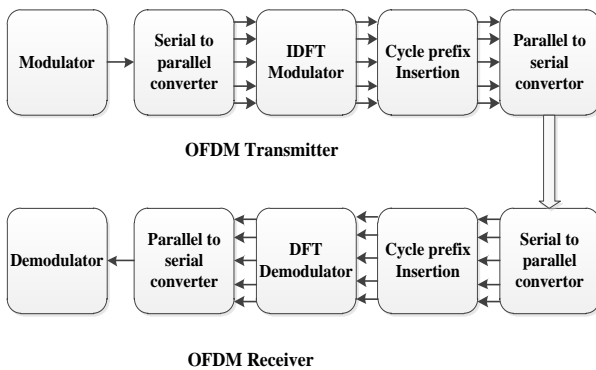 Modulator
Serial to
parallel
converter
IDFT
Modulator
Cycle prefix
Insertion
Parallel to
serial
convertor
OFDM Transmitter
Demodulator
Parallel to
serial
converter
DFT
Demodulator
Cycle prefix
Insertion
Serial to
parallel
convertor
OFDM Receiver